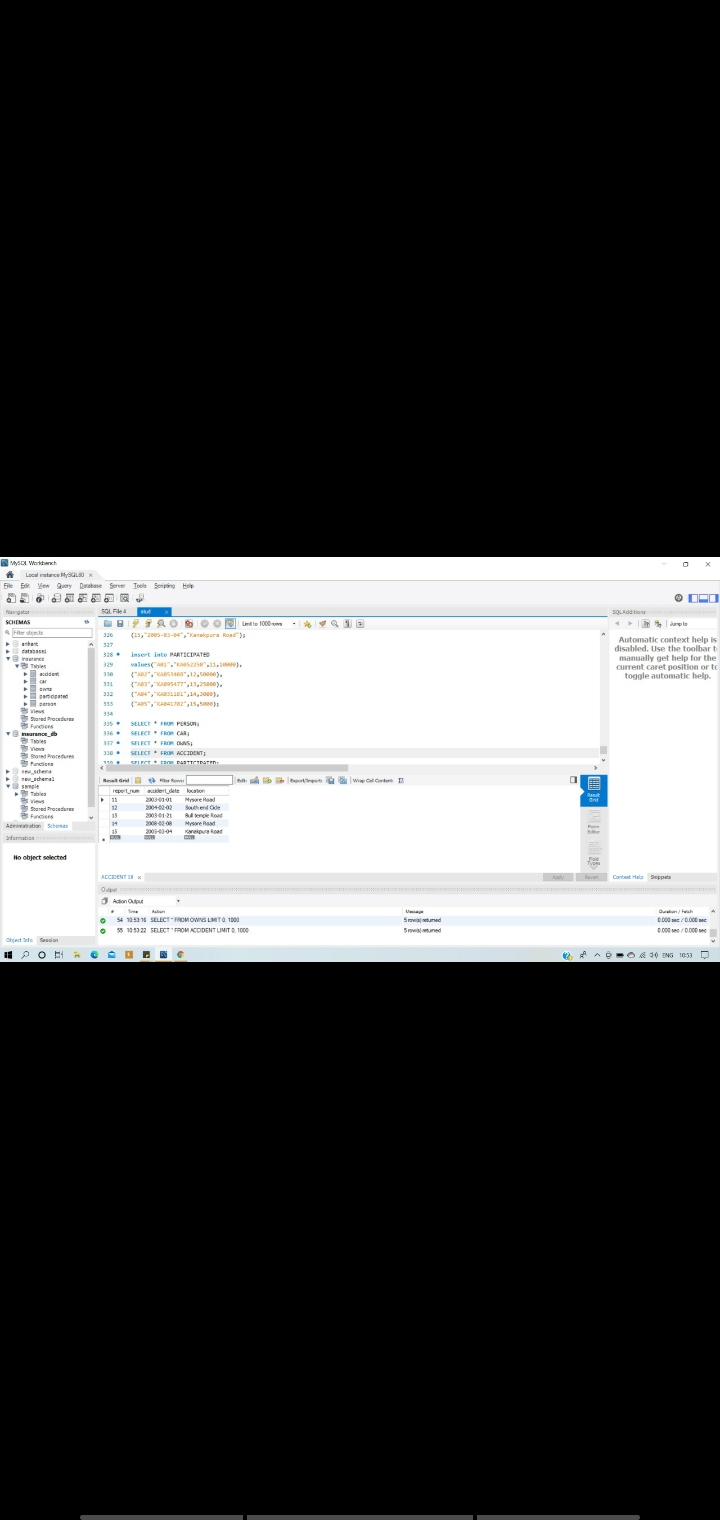 MySQL Workbench
Local instance MySQL80 ×
File Edit View Query Database Server Tools Scripting Help
Navigator
SCHEMAS
Filter objects
database1
insurance
Tables
accident
car
owns
participated
person
Views
Stored Procedures
Functions
insurance_db
Tables
Views
Stored Procedures
Functions
new_schema
new_schema1
sample
Tables
Views
Stored Procedures
Functions
Administration Schemas
Information
No object selected
Object Info Session
SQL File 4
Limit to 1000 rows
326 (15,"2005-03-04","Kanakpura Road");
327
328 insert into PARTICIPATED
329 values("A01","KA052250",11,10000),
330 ("A02","KA053408",12,50000),
331 ("A03","KA095477",13,25000),
332 ("A04","KA031181",14,3000),
333 ("A05","KA041702",15,5000);
334
335 SELECT * FROM PERSON;
336 SELECT * FROM CAR;
337 SELECT * FROM OWNS;
338 SELECT * FROM ACCIDENT;
339 SELECT * FROM PARTICIPATED;
Result Grid Filter Rows: Edit: Export/Import: Wrap Cell Content:
report_num accident_date location
11 2003-01-01 Mysore Road
12 2004-02-02 South end Circle
13 2003-01-21 Bull temple Road
14 2008-02-08 Mysore Road
15 2005-03-04 Kanakpura Road
NULL NULL NULL
Result Grid
Form Editor
Field Types
ACCIDENT 18 ×
Apply Revert
Output
Action Output
# Time Action Message Duration / Fetch
54 10:53:16 SELECT * FROM OWNS LIMIT 0, 1000 5 row(s) returned 0.000 sec / 0.000 sec
55 10:53:22 SELECT * FROM ACCIDENT LIMIT 0, 1000 5 row(s) returned 0.000 sec / 0.000 sec
SQLAdditions
Jump to
Automatic context help is
disabled. Use the toolbar
manually get help for the
current caret position or
toggle automatic help.
Context Help Snippets
ENG 10:53